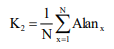 K₂ = 1/N ∑_{x=1}^{N} Alanₓ